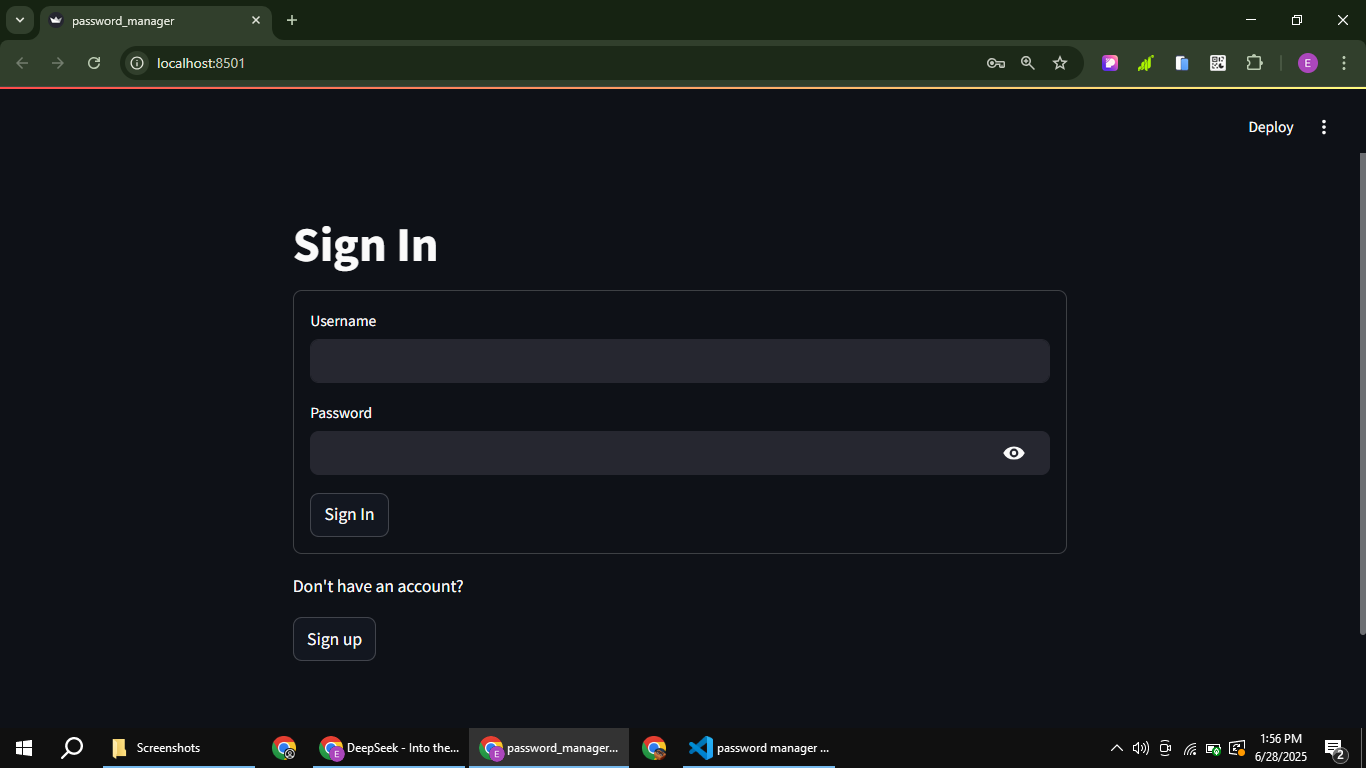 password_manager
localhost:8501
E
Deploy
Sign In
Username
Password
Sign In
Don't have an account?
Sign up
Screenshots
E
DeepSeek - Into the...
E
password_manager...
password manager ...
1:56 PM
6/28/2025
2